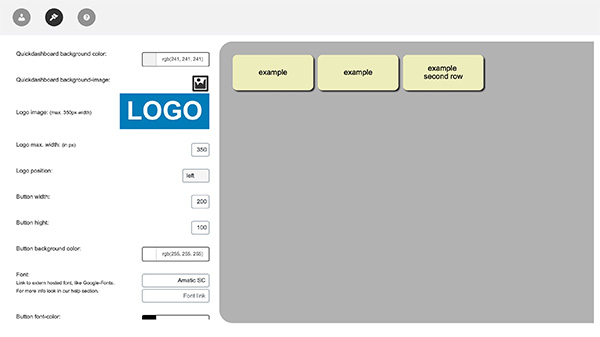 Quickdashboard background color:
rgb(241, 241, 241)
Quickdashboard background-image:
Logo image: (max. 350px width)
LOGO
Logo max. width: (in px)
350
Logo position:
left
Button width:
200
Button hight:
100
Button background color:
rgb(255, 255, 255)
Font:
Link to extern hosted font, like Google-Fonts.
For more info look in our help section.
Amatic SC
Font link
Button font-color:
example
example
example
second row
?